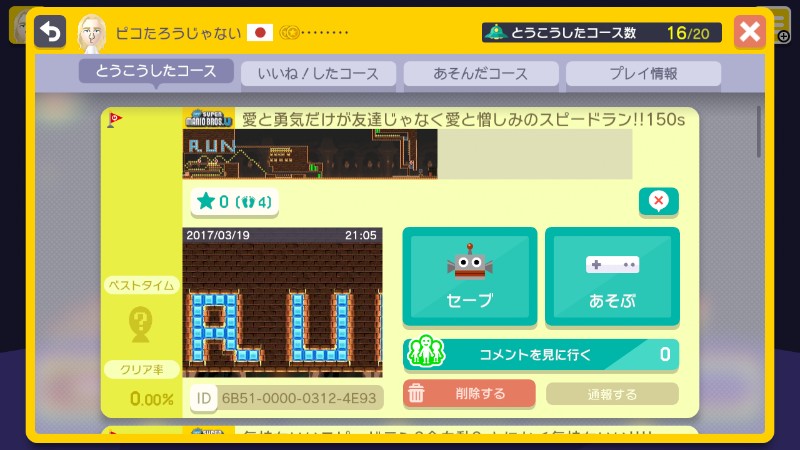 ピコたろうじゃない
とうこうしたコース数 16/20
とうこうしたコース
いいね!したコース
あそんだコース
プレイ情報
SUPER MARIO BROS. U
愛と勇気だけが友達じゃなく愛と憎しみのスピードラン!!150s
RUN
★0 (4)
2017/03/19 21:05
RU
ベストタイム
?
クリア率
0.00%
セーブ
あそぶ
コメントを見に行く 0
ID 6B51-0000-0312-4E93
削除する
通報する
SUPER